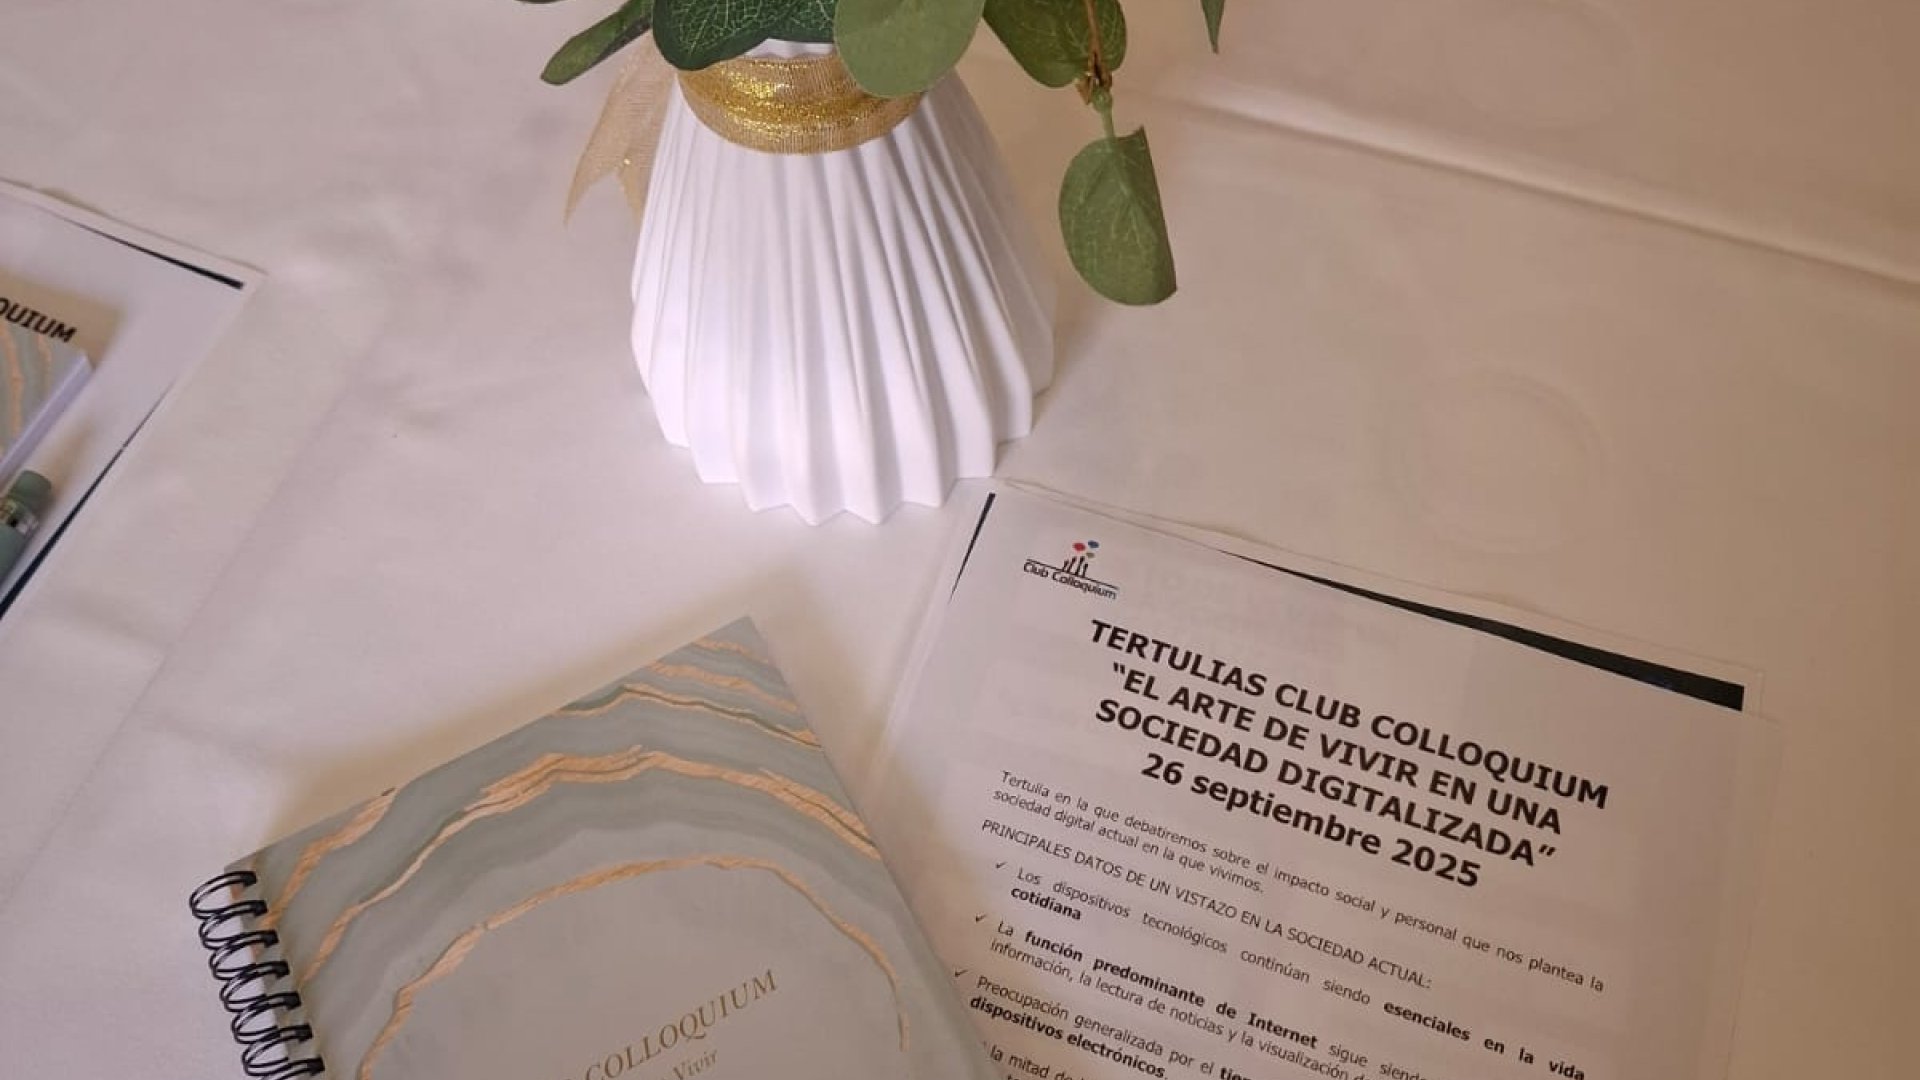 QUIUM
Club Colloquium
TERTULIAS CLUB COLLOQUIUM
“EL ARTE DE VIVIR EN UNA
SOCIEDAD DIGITALIZADA”
26 septiembre 2025
Tertulia en la que debatiremos sobre el impacto social y personal que nos plantea la
sociedad digital actual en la que vivimos.
PRINCIPALES DATOS DE UN VISTAZO EN LA SOCIEDAD ACTUAL:
✓ Los dispositivos tecnológicos continúan siendo esenciales en la vida
cotidiana
✓ La función predominante de Internet sigue
información, la lectura de noticias y la visualización
✓ Preocupación generalizada por el
dispositivos electrónicos.
la mitad
COLLOQUIUM
Vivir